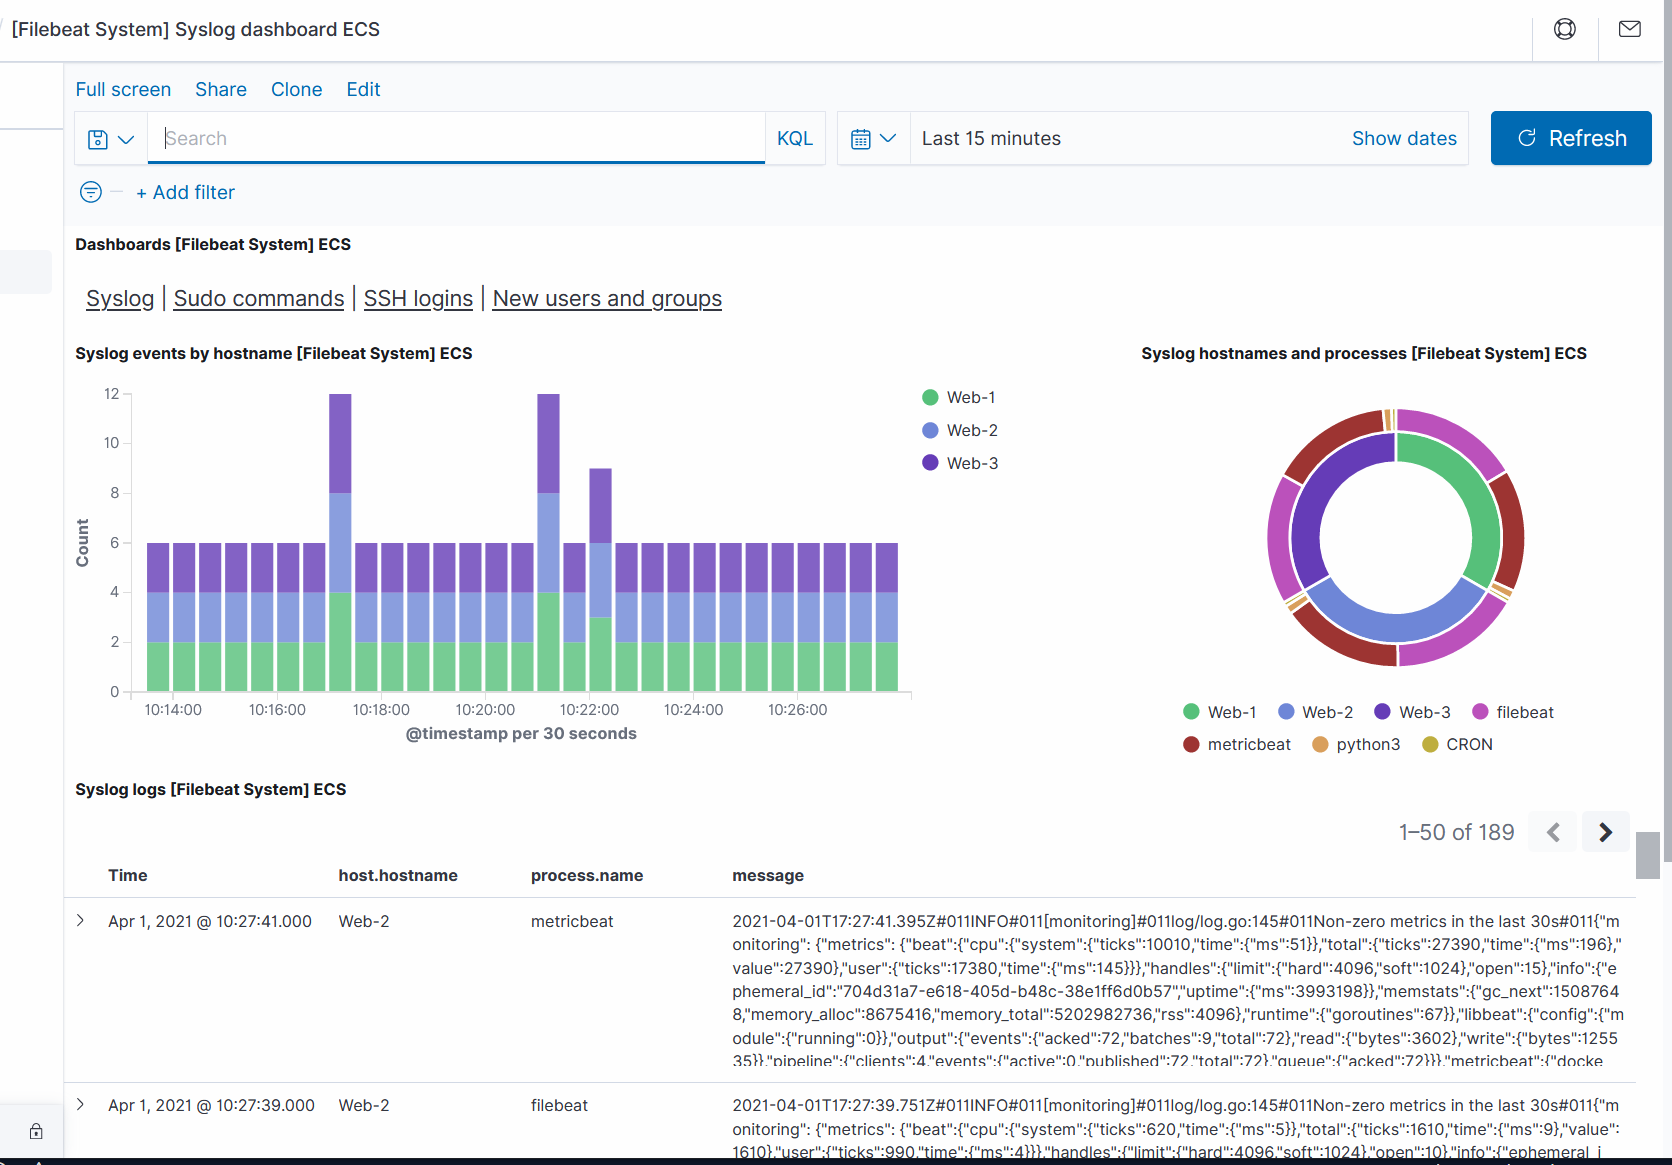 [Filebeat System] Syslog dashboard ECS
Full screen Share Clone Edit
Search KQL Last 15 minutes Show dates Refresh
+ Add filter
Dashboards [Filebeat System] ECS
Syslog | Sudo commands | SSH logins | New users and groups
Syslog events by hostname [Filebeat System] ECS
12
10
8
6
4
2
0
Count
10:14:00 10:16:00 10:18:00 10:20:00 10:22:00 10:24:00 10:26:00
@timestamp per 30 seconds
Web-1
Web-2
Web-3
Syslog hostnames and processes [Filebeat System] ECS
Web-1 Web-2 Web-3 filebeat
metricbeat python3 CRON
Syslog logs [Filebeat System] ECS
1–50 of 189
Time host.hostname process.name message
Apr 1, 2021 @ 10:27:41.000 Web-2 metricbeat 2021-04-01T17:27:41.395Z#011INFO#011[monitoring]#011log/log.go:145#011Non-zero metrics in the last 30s#011{"m
onitoring": {"metrics": {"beat":{"cpu":{"system":{"ticks":10010,"time":{"ms":51}},"total":{"ticks":27390,"time":{"ms":196},"
value":27390},"user":{"ticks":17380,"time":{"ms":145}}},"handles":{"limit":{"hard":4096,"soft":1024},"open":15},"info":{"e
phemeral_id":"704d31a7-e618-405d-b48c-38e1ff6d0b57","uptime":{"ms":3993198}},"memstats":{"gc_next":1508764
8,"memory_alloc":8675416,"memory_total":5202982736,"rss":4096},"runtime":{"goroutines":67}},"libbeat":{"config":{"m
odule":{"running":0}},"output":{"events":{"acked":72,"batches":9,"total":72},"read":{"bytes":3602},"write":{"bytes":1255
35}},"pipeline":{"clients":4,"events":{"active":0,"published":72,"total":72},"queue":{"acked":72}}},"metricbeat":{"docke
Apr 1, 2021 @ 10:27:39.000 Web-2 filebeat 2021-04-01T17:27:39.751Z#011INFO#011[monitoring]#011log/log.go:145#011Non-zero metrics in the last 30s#011{"m
onitoring": {"metrics": {"beat":{"cpu":{"system":{"ticks":620,"time":{"ms":5}},"total":{"ticks":1610,"time":{"ms":9},"value":
1610},"user":{"ticks":990,"time":{"ms":4}}},"handles":{"limit":{"hard":4096,"soft":1024},"open":10},"info":{"ephemeral_i